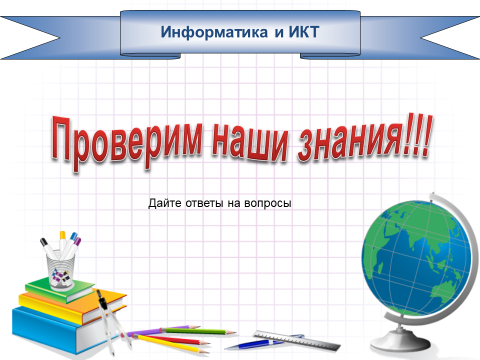 Информатика и ИКТ
Проверим наши знания!!!
Дайте ответы на вопросы